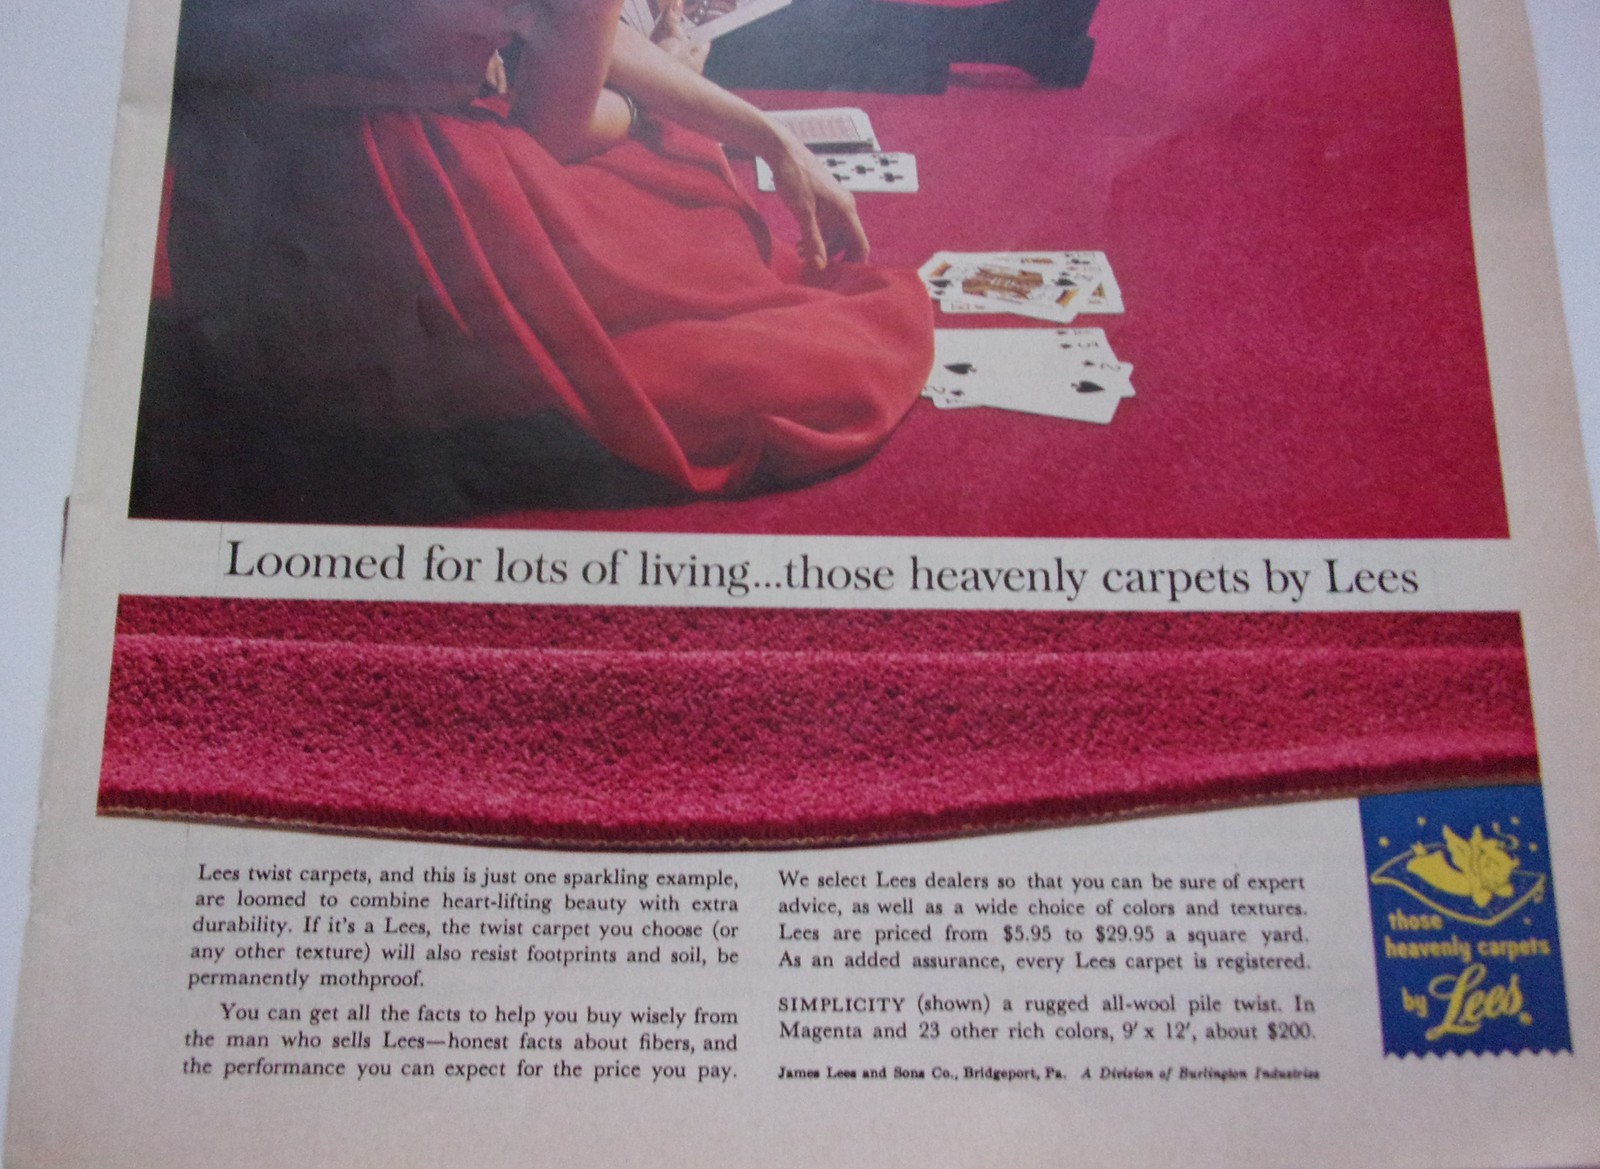 Loomed for lots of living...those heavenly carpets by Lees
Lees twist carpets, and this is just one sparkling example,
are loomed to combine heart-lifting beauty with extra
durability. If it's a Lees, the twist carpet you choose (or
any other texture) will also resist footprints and soil, be
permanently mothproof.
You can get all the facts to help you buy wisely from
the man who sells Lees—honest facts about fibers, and
the performance you can expect for the price you pay.
We select Lees dealers so that you can be sure of expert
advice, as well as a wide choice of colors and textures.
Lees are priced from $5.95 to $29.95 a square yard.
As an added assurance, every Lees carpet is registered.
SIMPLICITY (shown) a rugged all-wool pile twist. In
Magenta and 23 other rich colors, 9' x 12', about $200.
James Lees and Sons Co., Bridgeport, Pa. A Division of Burlington Industries
those
heavenly carpets
by Lees